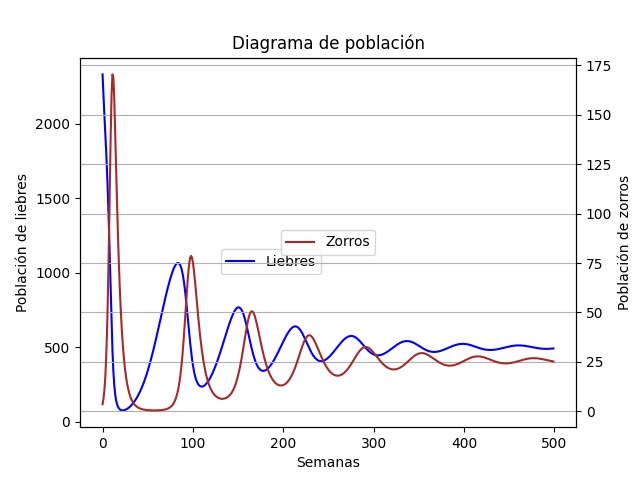 Diagrama de población
Población de liebres
2000
1500
1000
500
0
175
150
125
100
75
50
25
0
Población de zorros
Zorros
Liebres
0 100 200 300 400 500
Semanas